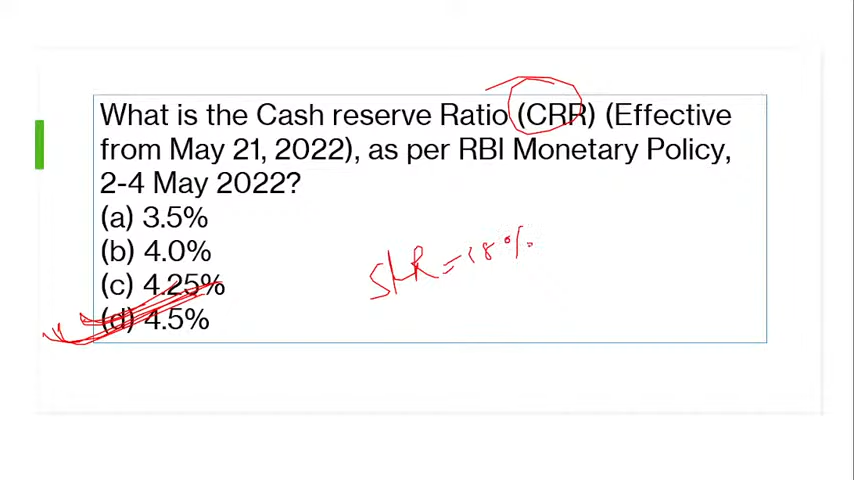 What is the Cash reserve Ratio (CRR) (Effective
from May 21, 2022), as per RBI Monetary Policy,
2-4 May 2022?
(a) 3.5%
(b) 4.0%
(c) 4.25%
(d) 4.5%
SLR = 18%